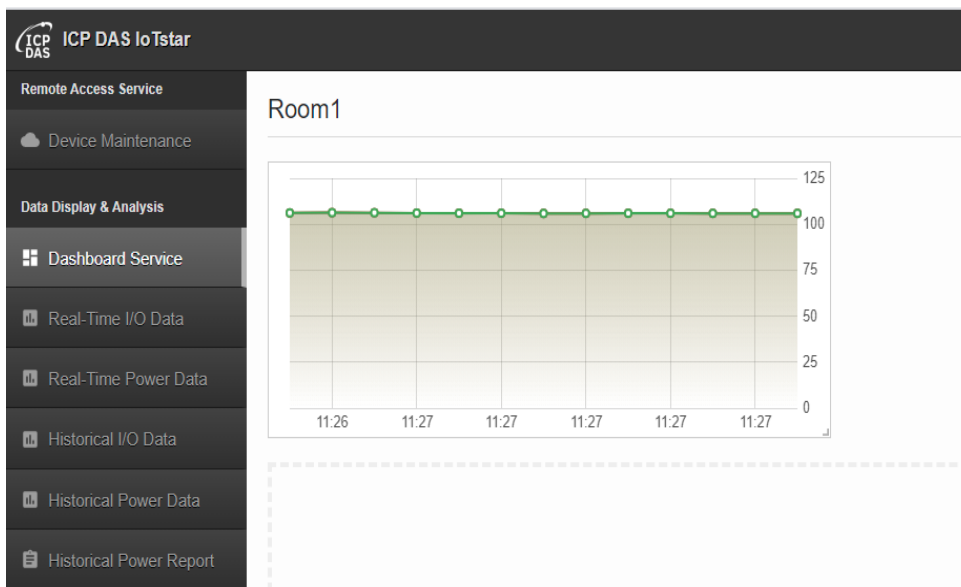 ICP
DAS
ICP DAS IoTstar
Remote Access Service
Device Maintenance
Data Display & Analysis
Dashboard Service
Real-Time I/O Data
Real-Time Power Data
Historical I/O Data
Historical Power Data
Historical Power Report
Room1
125
100
75
50
25
0
11:26 11:27 11:27 11:27 11:27 11:27